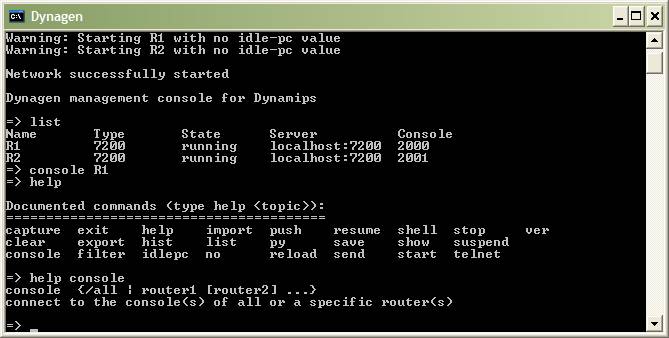 Dynagen
Warning: Starting R1 with no idle-pc value
Warning: Starting R2 with no idle-pc value
Network successfully started
Dynagen management console for Dynamips
=> list
Name Type State Server Console
R1 7200 running localhost:7200 2000
R2 7200 running localhost:7200 2001
=> console R1
=> help
Documented commands (type help <topic>):
========================================
capture exit help import push resume shell stop ver
clear export hist list py save show suspend
console filter idlepc no reload send start telnet
=> help console
console {/all | router1 [router2] ...}
connect to the console(s) of all or a specific router(s)
=> _